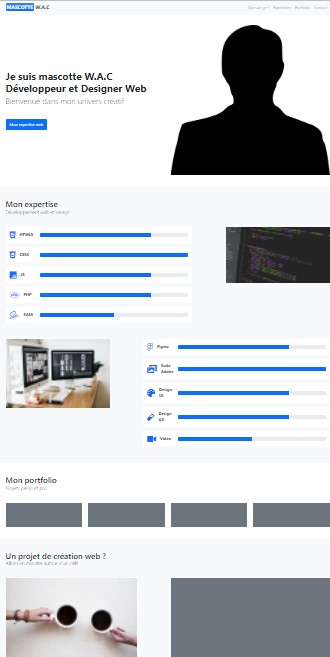 MASCOTTE W.A.C
Qui suis-je ? Expertises Portfolio Contact
Je suis mascotte W.A.C
Développeur et Designer Web
Bienvenue dans mon univers créatif
Mon expertise web
Mon expertise
Développement web et design
HTML5
CSS3
JS
PHP
SASS
Figma
Suite
Adobe
Design
UI
Design
UX
Vidéo
Mon portfolio
Projets perso et pro
Un projet de création web ?
Allons en discuter autour d'un café